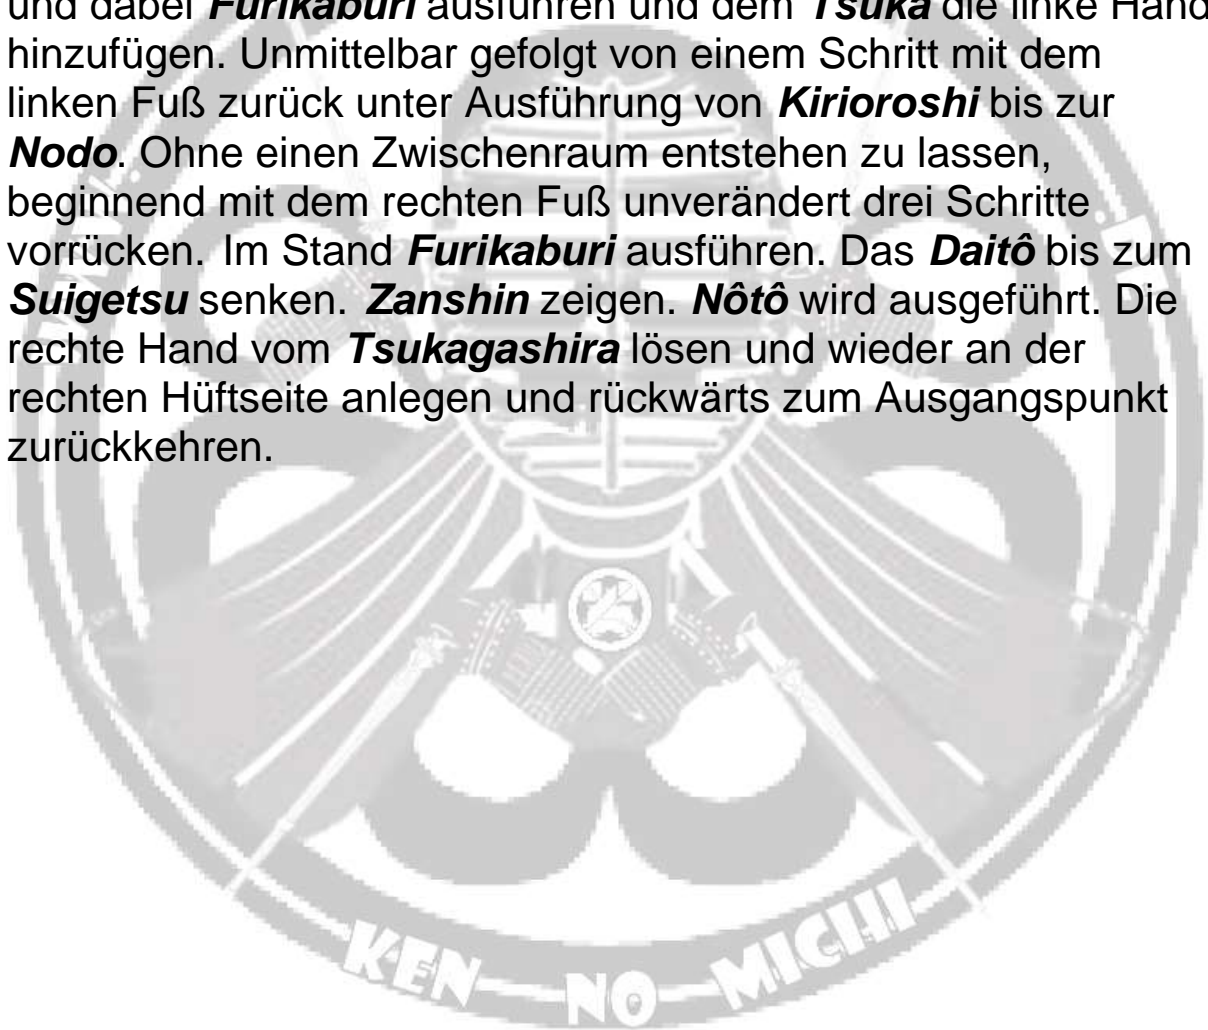 und dabei Furikaburi ausführen und dem Tsuka die linke Hand
hinzufügen. Unmittelbar gefolgt von einem Schritt mit dem
linken Fuß zurück unter Ausführung von Kirioroshi bis zur
Nodo. Ohne einen Zwischenraum entstehen zu lassen,
beginnend mit dem rechten Fuß unverändert drei Schritte
vorrücken. Im Stand Furikaburi ausführen. Das Daitô bis zum
Suigetsu senken. Zanshin zeigen. Nôtô wird ausgeführt. Die
rechte Hand vom Tsukagashira lösen und wieder an der
rechten Hüftseite anlegen und rückwärts zum Ausgangspunkt
zurückkehren.
KEN NO MICHI